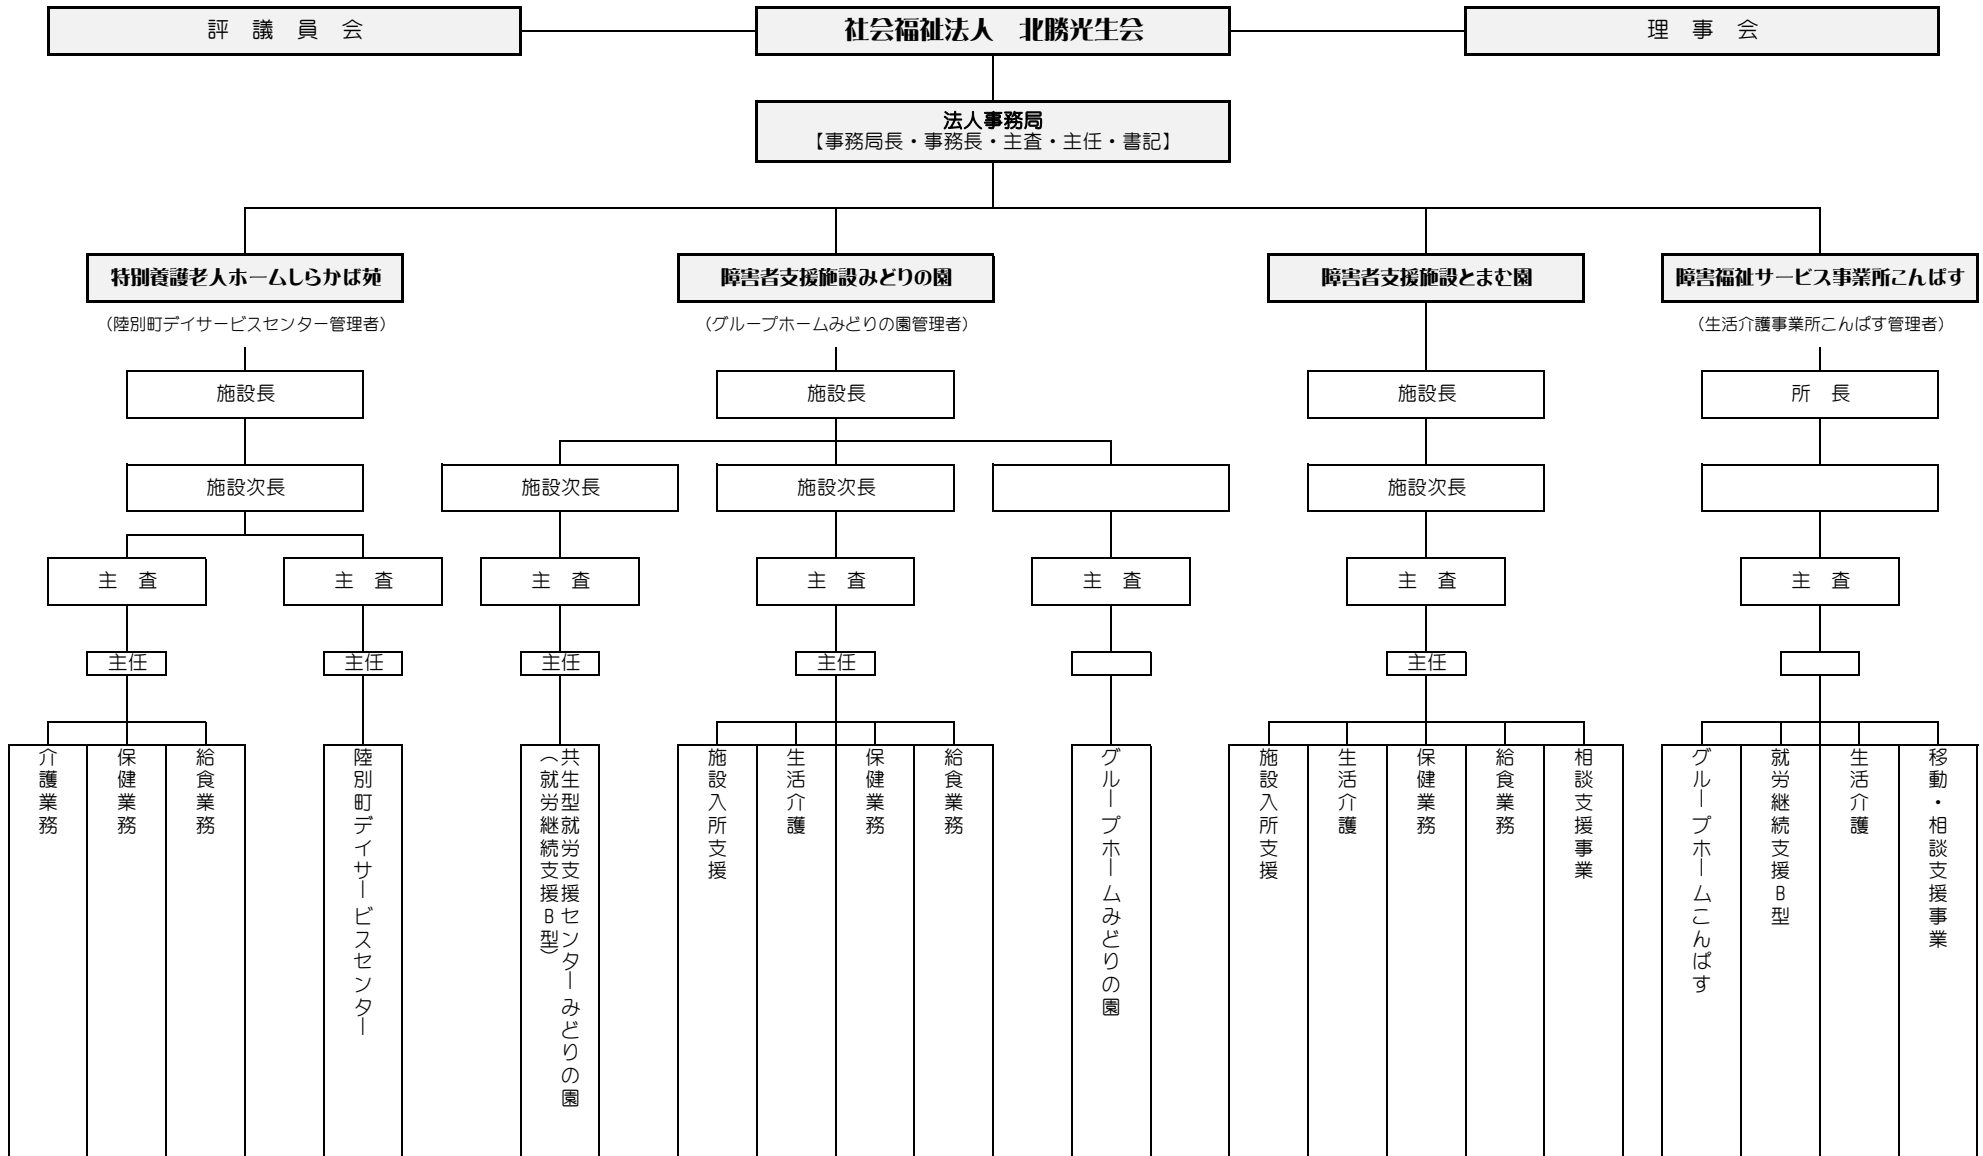 評 議 員 会
社会福祉法人 北勝光生会
理 事 会
法人事務局
【事務局長・事務長・主査・主任・書記】
特別養護老人ホームしらかば苑
障害者支援施設みどりの園
障害者支援施設とまむ園
障害福祉サービス事業所こんぱす
（陸別町デイサービスセンター管理者）
（グループホームみどりの園管理者）
（生活介護事業所こんぱす管理者）
施設長
施設長
施設長
所 長
施設次長
施設次長
施設次長
施設次長
主 査
主 査
主 査
主 査
主 査
主 査
主 査
主任
主任
主任
主任
主任
介護業務
保健業務
給食業務
陸別町デイサービスセンター
共生型就労支援センターみどりの園
（就労継続支援B型）
施設入所支援
生活介護
保健業務
給食業務
グループホームみどりの園
施設入所支援
生活介護
保健業務
給食業務
相談支援事業
グループホームこんぱす
就労継続支援B型
生活介護
移動・相談支援事業